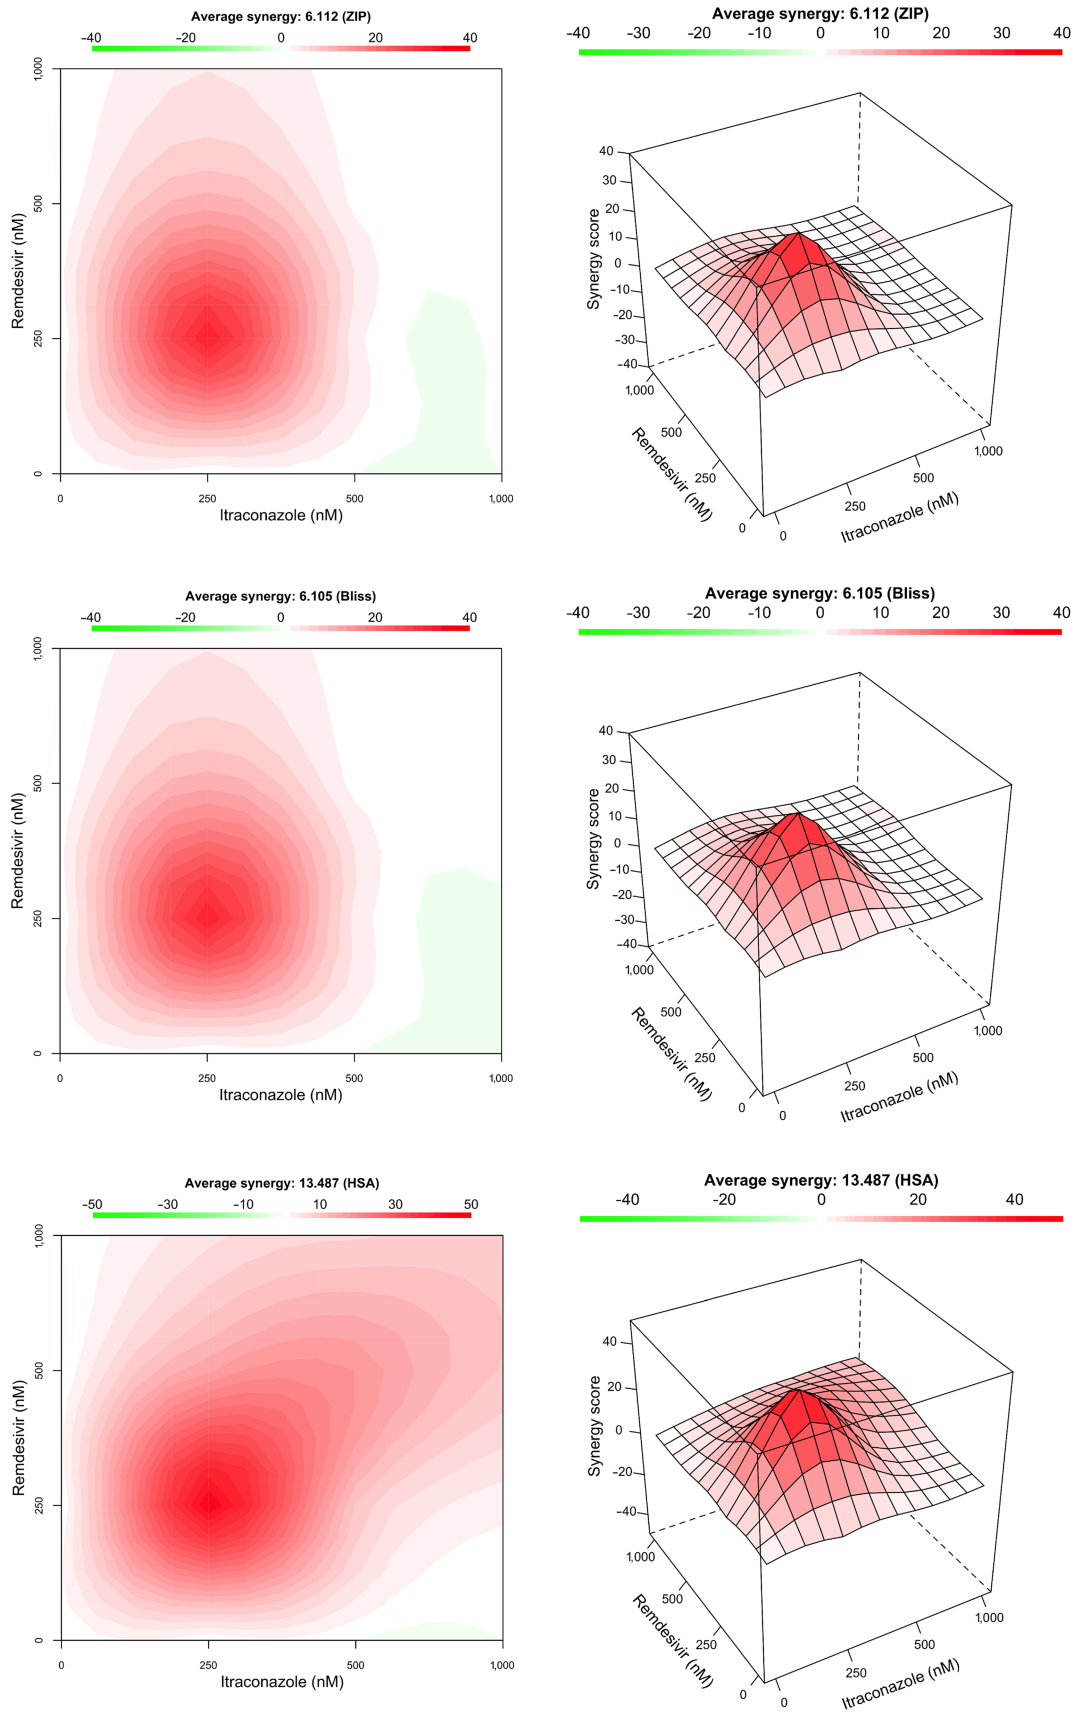 Average synergy: 6.112 (ZIP)
−40 −20 0 20 40
1,000
500
250
0
Remdesivir (nM)
0 250 500 1,000
Itraconazole (nM)
Average synergy: 6.112 (ZIP)
−40 −30 −20 −10 0 10 20 30 40
40
30
20
10
0
−10
−20
−30
−40
Synergy score
1,000
500
250
0
Remdesivir (nM)
0
250
500
1,000
Itraconazole (nM)
Average synergy: 6.105 (Bliss)
−40 −20 0 20 40
1,000
500
250
0
Remdesivir (nM)
0 250 500 1,000
Itraconazole (nM)
Average synergy: 6.105 (Bliss)
−40 −30 −20 −10 0 10 20 30 40
40
30
20
10
0
−10
−20
−30
−40
Synergy score
1,000
500
250
0
Remdesivir (nM)
0
250
500
1,000
Itraconazole (nM)
Average synergy: 13.487 (HSA)
−50 −30 −10 10 30 50
1,000
500
250
0
Remdesivir (nM)
0 250 500 1,000
Itraconazole (nM)
Average synergy: 13.487 (HSA)
−40 −20 0 20 40
40
20
0
−20
−40
Synergy score
1,000
500
250
0
Remdesivir (nM)
0
250
500
1,000
Itraconazole (nM)